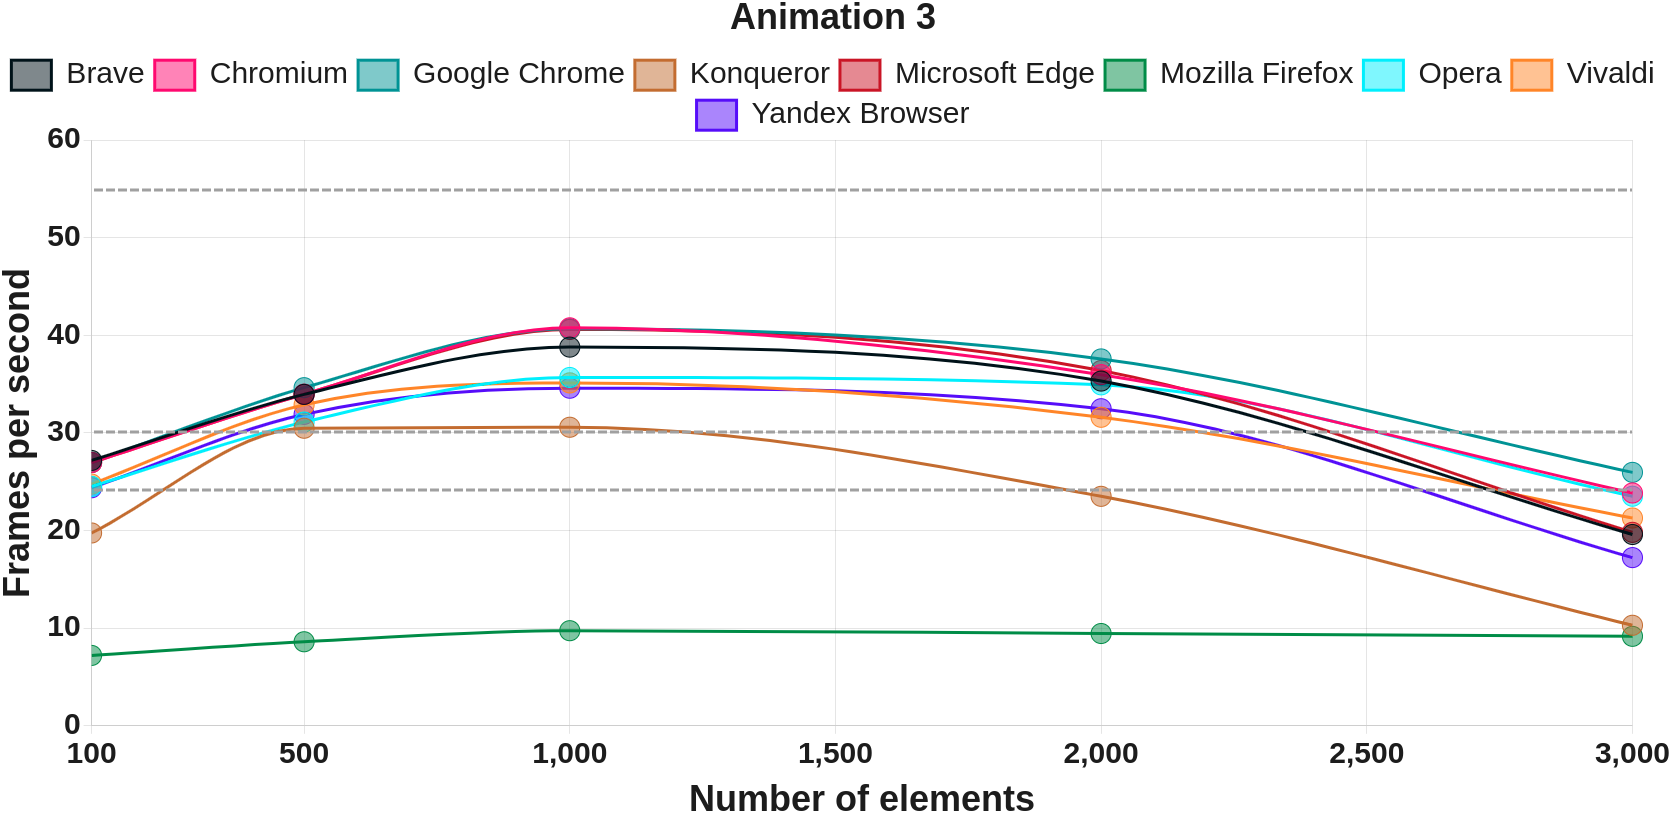 Animation 3
Brave Chromium Google Chrome Konqueror Microsoft Edge Mozilla Firefox Opera Vivaldi
Yandex Browser
60
50
40
30
20
10
0
Frames per second
100 500 1,000 1,500 2,000 2,500 3,000
Number of elements